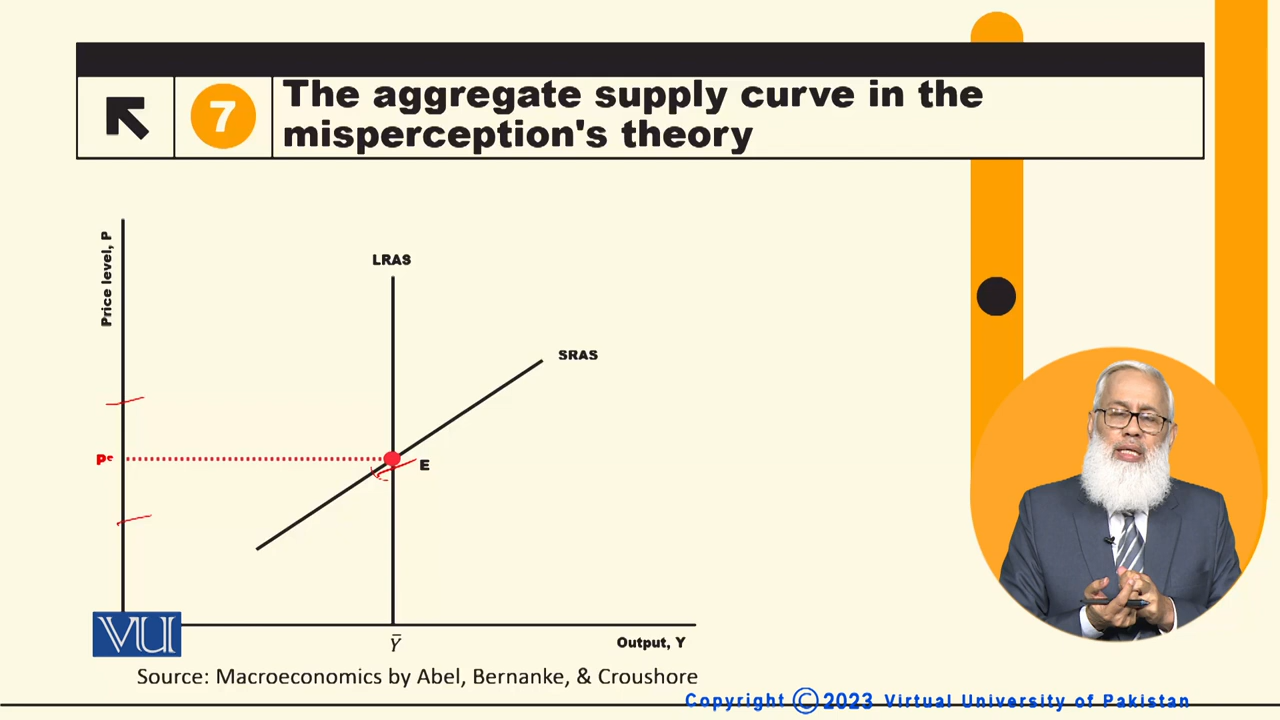 7
The aggregate supply curve in the
misperception's theory
Price level, P
LRAS
SRAS
Pᵉ
E
VU
Y̅
Output, Y
Source: Macroeconomics by Abel, Bernanke, & Croushore
Copyright Ⓒ 2023 Virtual University of Pakistan